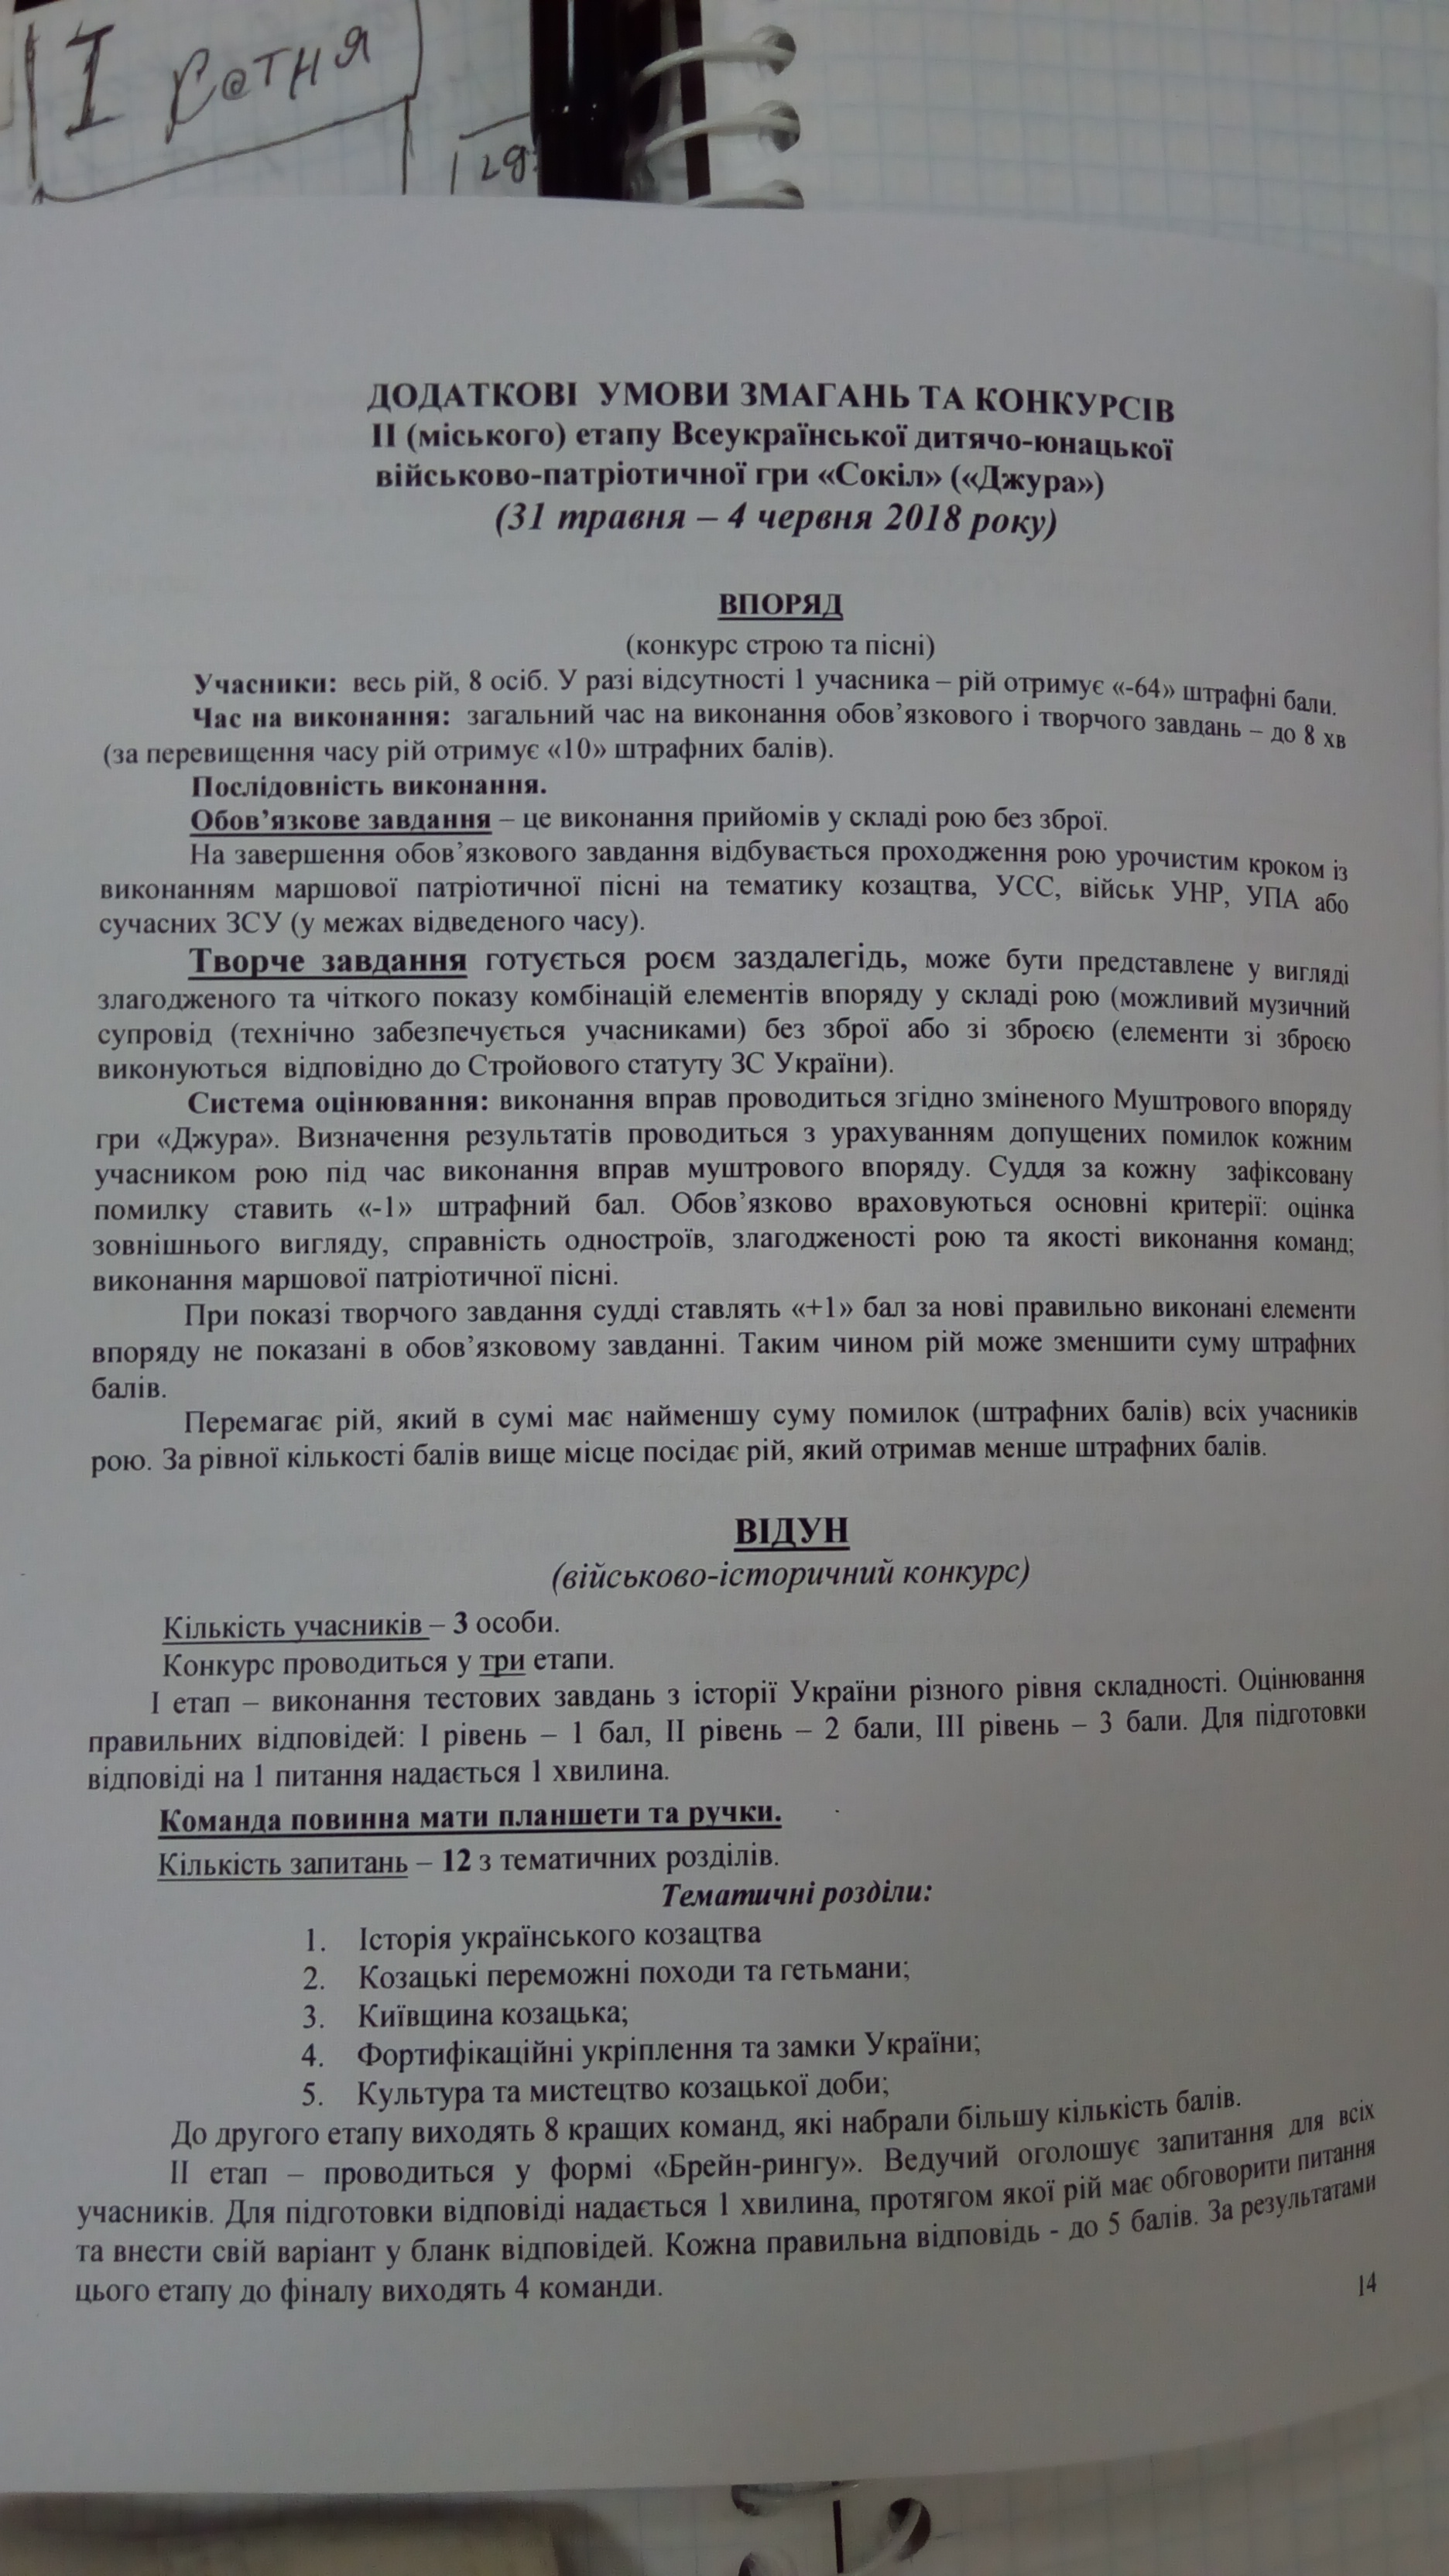 І Сотня
ДОДАТКОВІ УМОВИ ЗМАГАНЬ ТА КОНКУРСІВ
ІІ (міського) етапу Всеукраїнської дитячо-юнацької
військово-патріотичної гри «Сокіл» («Джура»)
(31 травня – 4 червня 2018 року)
ВПОРЯД
(конкурс строю та пісні)
Учасники: весь рій, 8 осіб. У разі відсутності 1 учасника – рій отримує «-64» штрафні бали.
Час на виконання: загальний час на виконання обов’язкового і творчого завдань – до 8 хв
(за перевищення часу рій отримує «10» штрафних балів).
Послідовність виконання.
Обов’язкове завдання – це виконання прийомів у складі рою без зброї.
На завершення обов’язкового завдання відбувається проходження рою урочистим кроком із
виконанням маршової патріотичної пісні на тематику козацтва, УСС, військ УНР, УПА або
сучасних ЗСУ (у межах відведеного часу).
Творче завдання готується роєм заздалегідь, може бути представлене у вигляді
злагодженого та чіткого показу комбінацій елементів впоряду у складі рою (можливий музичний
супровід (технічно забезпечується учасниками) без зброї або зі зброєю (елементи зі зброєю
виконуються відповідно до Стройового статуту ЗС України).
Система оцінювання: виконання вправ проводиться згідно зміненого Муштрового впоряду
гри «Джура». Визначення результатів проводиться з урахуванням допущених помилок кожним
учасником рою під час виконання вправ муштрового впоряду. Суддя за кожну зафіксовану
помилку ставить «-1» штрафний бал. Обов’язково враховуються основні критерії: оцінка
зовнішнього вигляду, справність одностроїв, злагодженості рою та якості виконання команд;
виконання маршової патріотичної пісні.
При показі творчого завдання судді ставлять «+1» бал за нові правильно виконані елементи
впоряду не показані в обов’язковому завданні. Таким чином рій може зменшити суму штрафних
балів.
Перемагає рій, який в сумі має найменшу суму помилок (штрафних балів) всіх учасників
рою. За рівної кількості балів вище місце посідає рій, який отримав менше штрафних балів.
ВІДУН
(військово-історичний конкурс)
Кількість учасників – 3 особи.
Конкурс проводиться у три етапи.
І етап – виконання тестових завдань з історії України різного рівня складності. Оцінювання
правильних відповідей: І рівень – 1 бал, ІІ рівень – 2 бали, ІІІ рівень – 3 бали. Для підготовки
відповіді на 1 питання надається 1 хвилина.
Команда повинна мати планшети та ручки.
Кількість запитань – 12 з тематичних розділів.
Тематичні розділи:
1. Історія українського козацтва
2. Козацькі переможні походи та гетьмани;
3. Київщина козацька;
4. Фортифікаційні укріплення та замки України;
5. Культура та мистецтво козацької доби;
До другого етапу виходять 8 кращих команд, які набрали більшу кількість балів.
ІІ етап – проводиться у формі «Брейн-рингу». Ведучий оголошує запитання для всіх
учасників. Для підготовки відповіді надається 1 хвилина, протягом якої рій має обговорити питання
та внести свій варіант у бланк відповідей. Кожна правильна відповідь - до 5 балів. За результатами
цього етапу до фіналу виходять 4 команди.
14